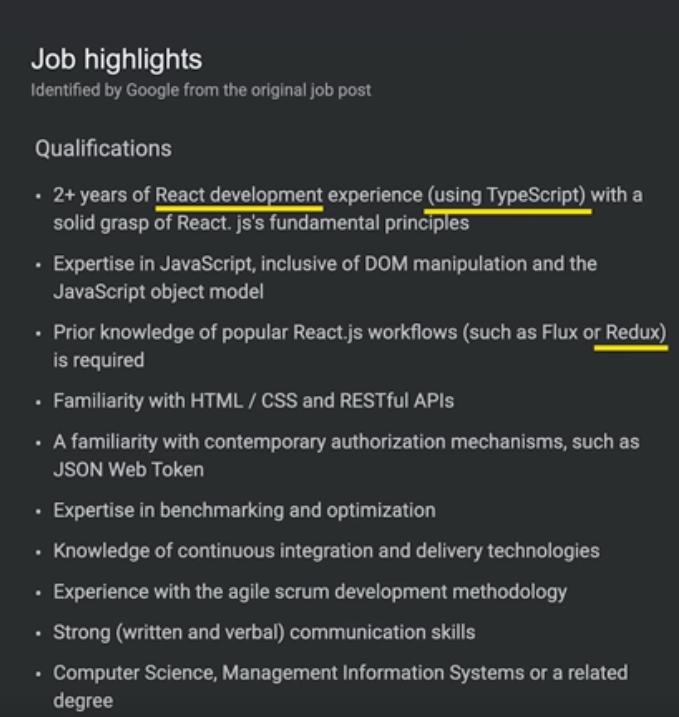 Job highlights
Identified by Google from the original job post
Qualifications
• 2+ years of React development experience (using TypeScript) with a
solid grasp of React. js's fundamental principles
• Expertise in JavaScript, inclusive of DOM manipulation and the
JavaScript object model
• Prior knowledge of popular React.js workflows (such as Flux or Redux)
is required
• Familiarity with HTML / CSS and RESTful APIs
• A familiarity with contemporary authorization mechanisms, such as
JSON Web Token
• Expertise in benchmarking and optimization
• Knowledge of continuous integration and delivery technologies
• Experience with the agile scrum development methodology
• Strong (written and verbal) communication skills
• Computer Science, Management Information Systems or a related
degree